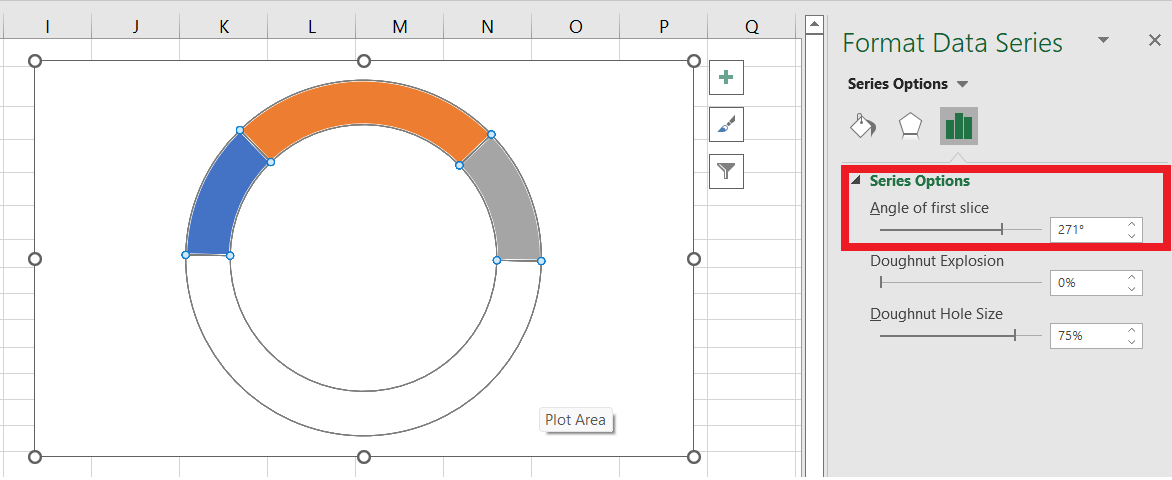 I J K L M N O P Q
Format Data Series
Series Options
Series Options
Angle of first slice
271°
Doughnut Explosion
0%
Doughnut Hole Size
75%
Plot Area